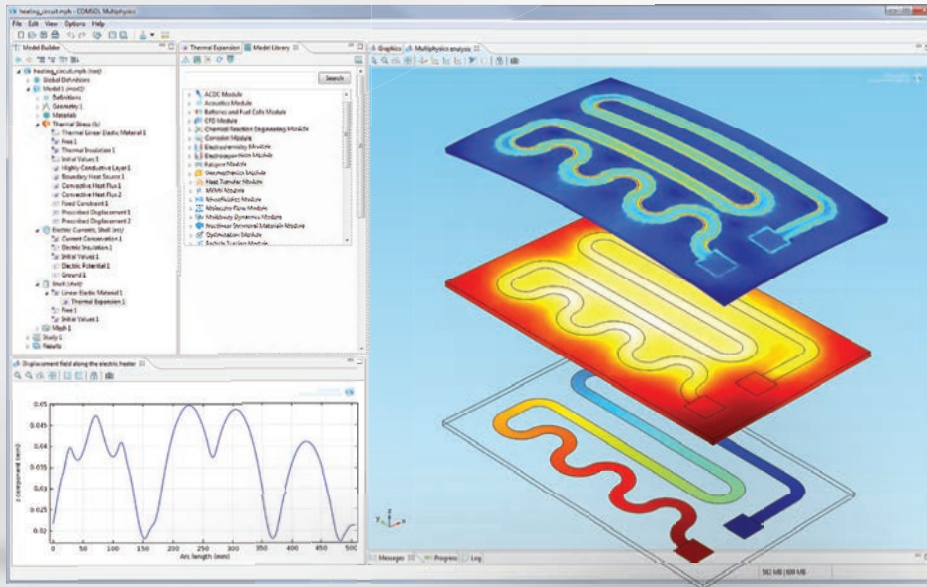 heating_circuit.mph - COMSOL Multiphysics
File Edit View Options Help
Model Builder
Thermal Expansion
Model Library
Graphics
Multiphysics analysis
heating_circuit.mph (root)
Global Definitions
Model 1 (mod1)
Definitions
Geometry 1
Materials
Thermal Stress (ts)
Thermal Linear Elastic Material 1
Free 1
Thermal Insulation 1
Initial Values 1
Highly Conductive Layer 1
Boundary Heat Source 1
Convective Heat Flux 1
Convective Heat Flux 2
Fixed Constraint 1
Prescribed Displacement 1
Prescribed Displacement 2
Electric Currents, Shell (ecs)
Current Conservation 1
Electric Insulation 1
Initial Values 1
Electric Potential 1
Ground 1
Shell (shell)
Linear Elastic Material 1
Thermal Expansion 1
Free 1
Initial Values 1
Mesh 1
Study 1
Results
Search
ACDC Module
Acoustics Module
Batteries and Fuel Cells Module
CFD Module
Chemical Reaction Engineering Module
Corrosion Module
Electrochemistry Module
Electrodeposition Module
Fatigue Module
Geomechanics Module
Heat Transfer Module
MEMS Module
Microfluidics Module
Molecular Flow Module
Multibody Dynamics Module
Nonlinear Structural Materials Module
Optimization Module
Particle Tracing Module
Displacement field along the electric heater
z component (mm)
0.05
0.045
0.04
0.035
0.03
0.025
0.02
0 50 100 150 200 250 300 350 400 450 500
Arc length (mm)
z
y x
Messages
Progress
Log